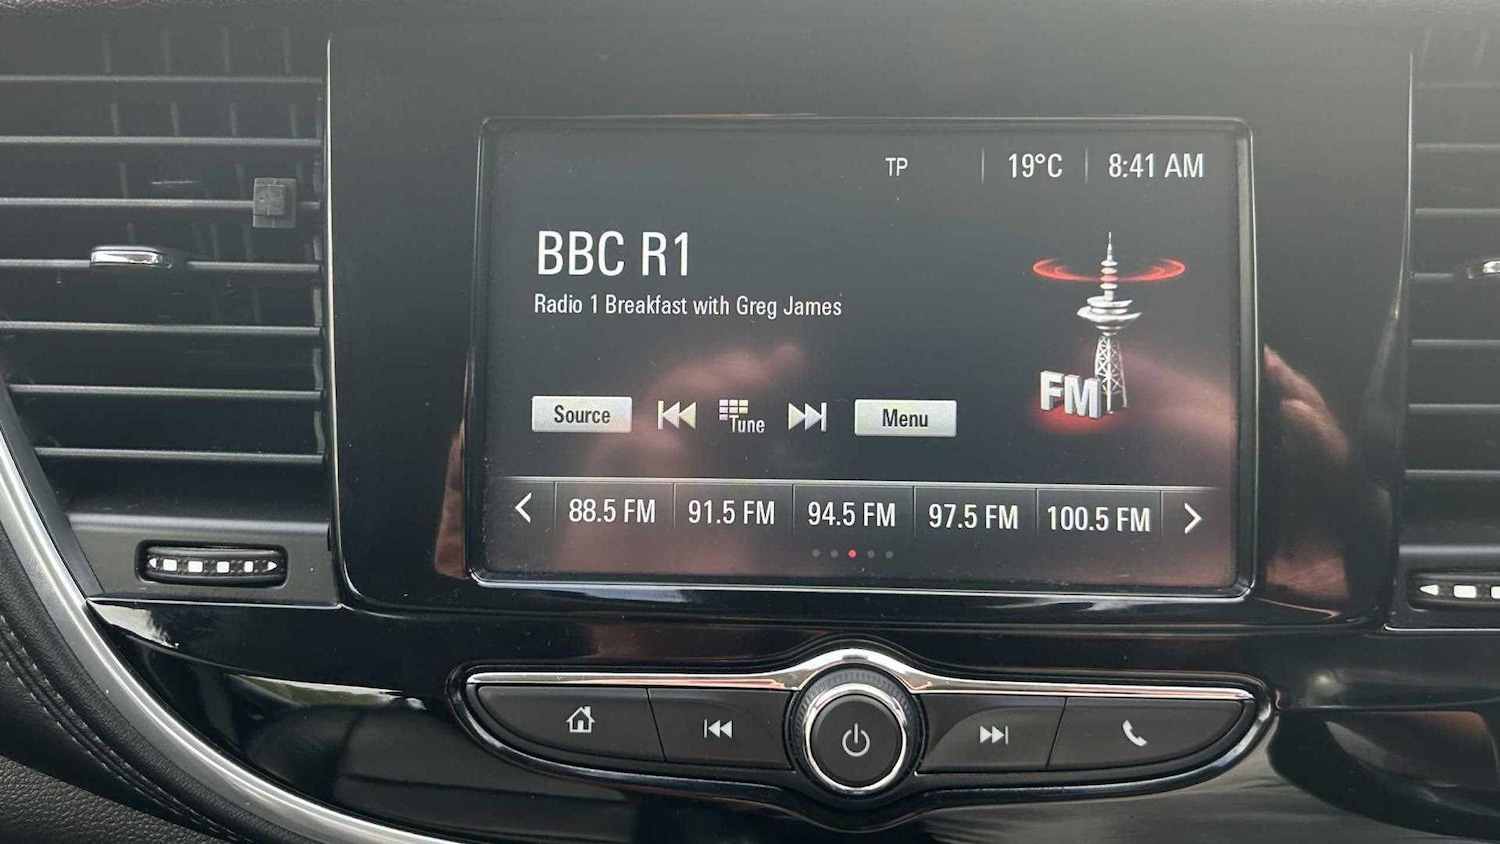 TP 19°C 8:41 AM
BBC R1
Radio 1 Breakfast with Greg James
FM
Source Tune Menu
88.5 FM 91.5 FM 94.5 FM 97.5 FM 100.5 FM